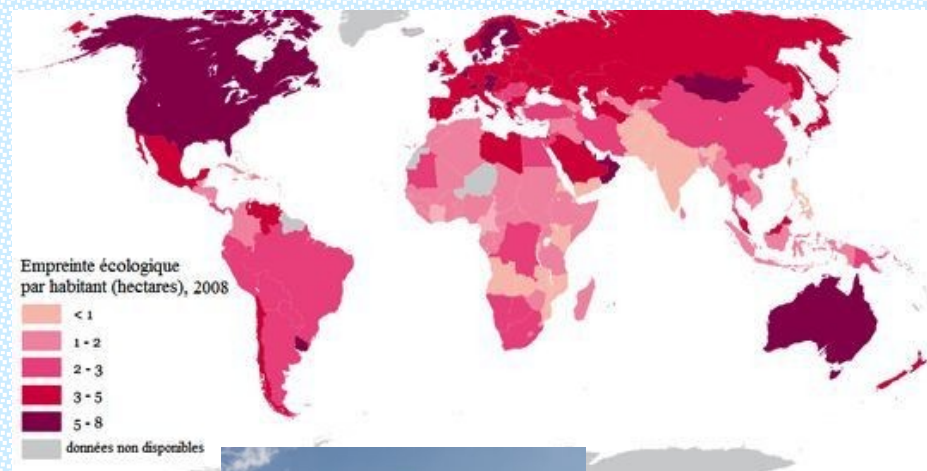 Empreinte écologique
par habitant (hectares), 2008
< 1
1 - 2
2 - 3
3 - 5
5 - 8
données non disponibles